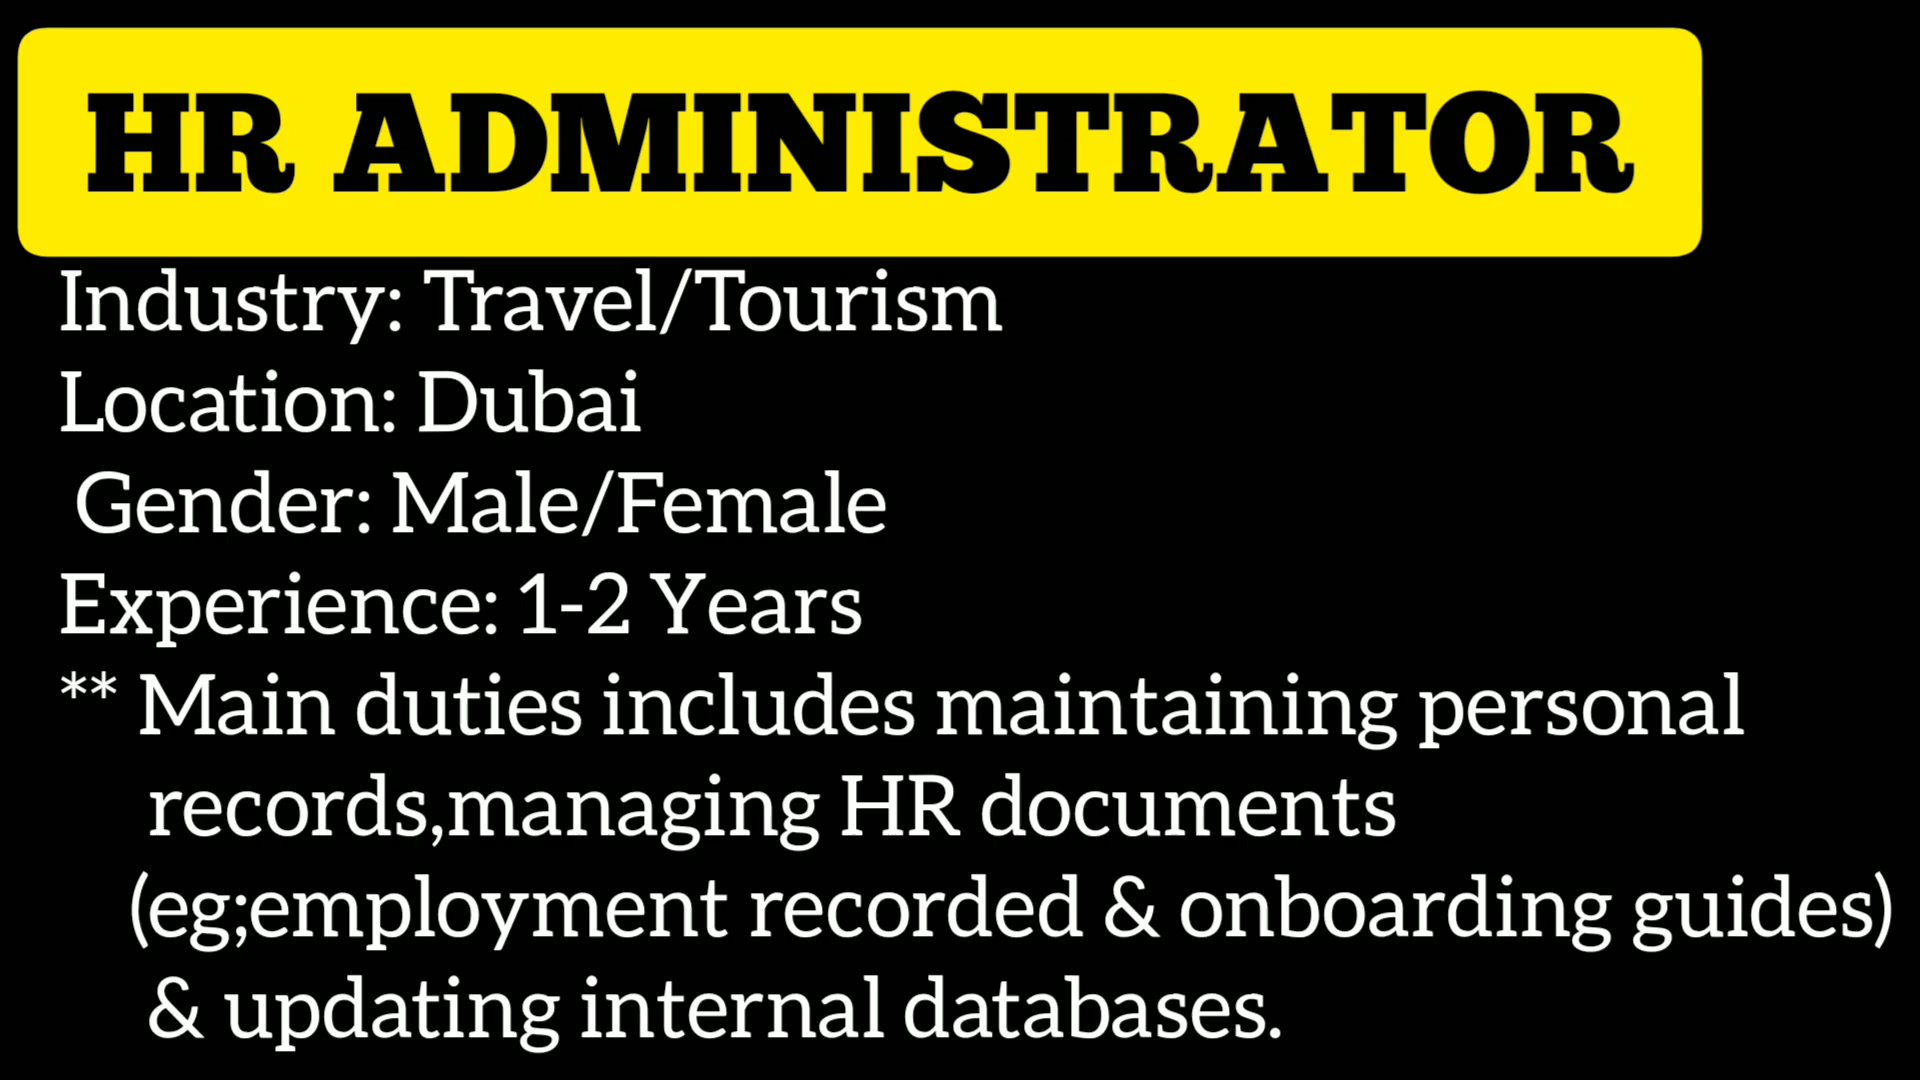 HR ADMINISTRATOR
Industry: Travel/Tourism
Location: Dubai
Gender: Male/Female
Experience: 1-2 Years
** Main duties includes maintaining personal
records,managing HR documents
(eg;employment recorded & onboarding guides)
& updating internal databases.